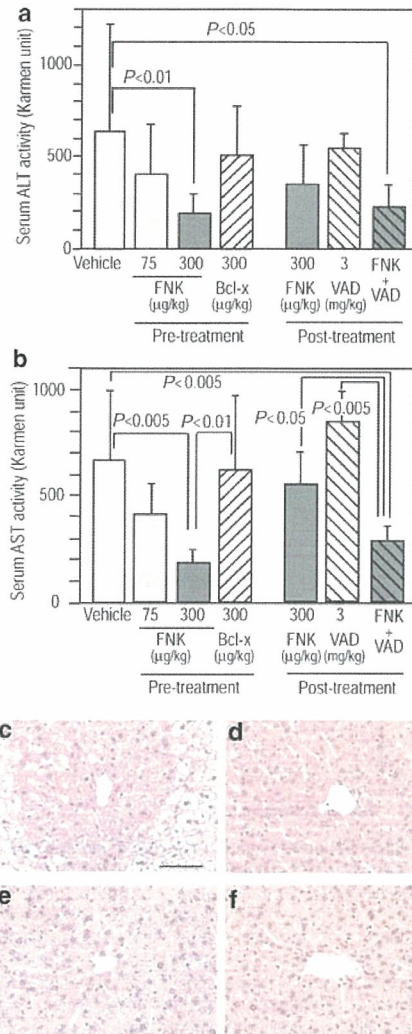 a
Serum ALT activity (Karmen unit)
1000
500
0
P<0.05
P<0.01
Vehicle 75 300 300 300 3 FNK
FNK Bcl-x FNK VAD +
(µg/kg) (µg/kg) (µg/kg) (mg/kg) VAD
Pre-treatment Post-treatment
b
Serum AST activity (Karmen unit)
1000
500
0
P<0.005
P<0.005 P<0.01 P<0.05 P<0.005
Vehicle 75 300 300 300 3 FNK
FNK Bcl-x FNK VAD +
(µg/kg) (µg/kg) (µg/kg) (mg/kg) VAD
Pre-treatment Post-treatment
c d
e f